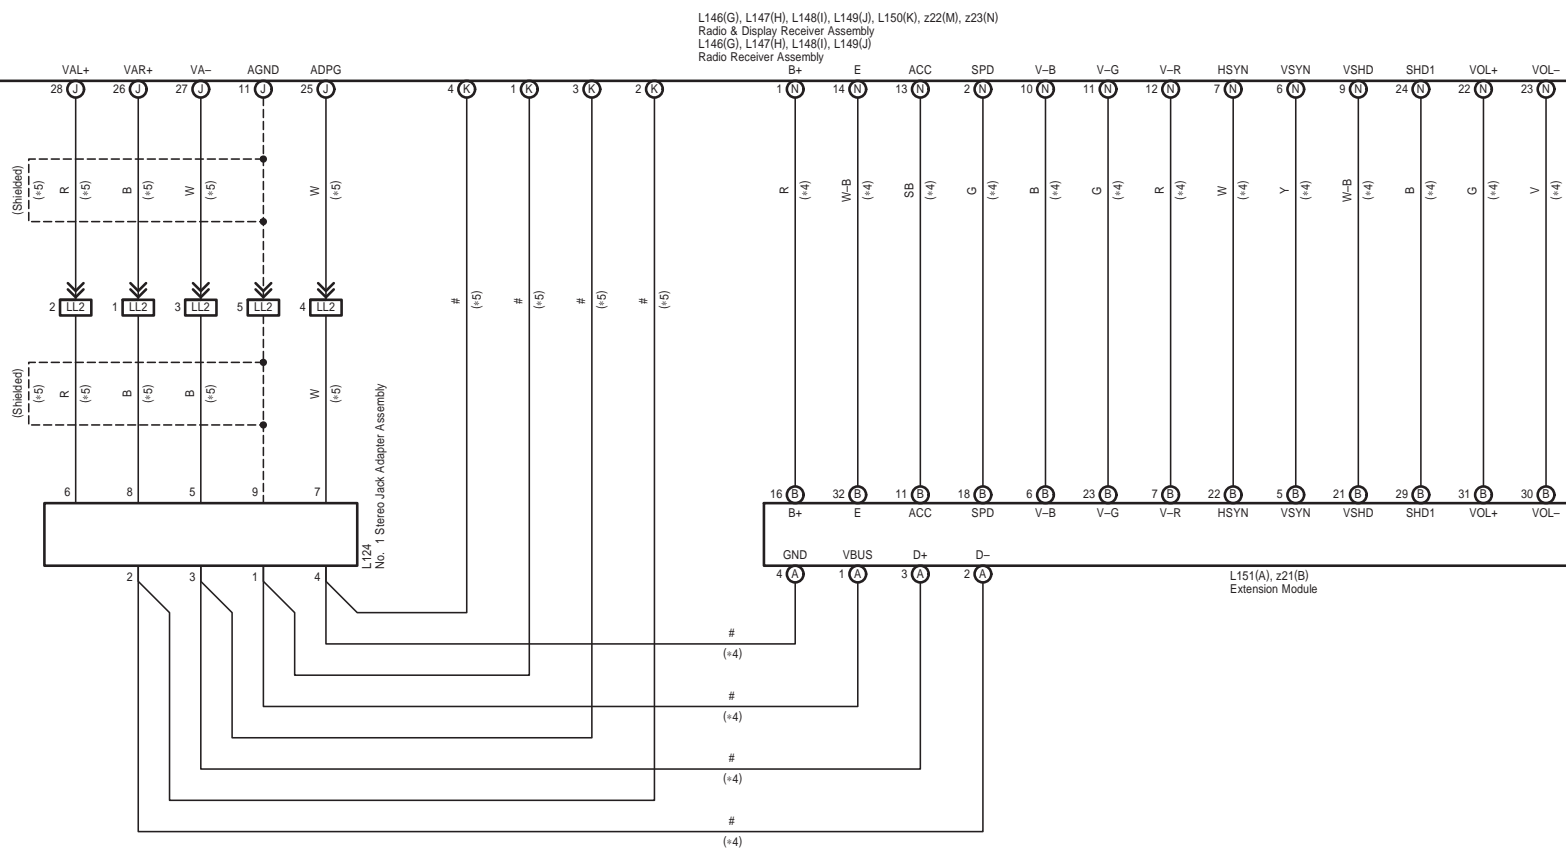 L146(G), L147(H), L148(I), L149(J), L150(K), z22(M), z23(N)
Radio & Display Receiver Assembly
L146(G), L147(H), L148(I), L149(J)
Radio Receiver Assembly
VAL+ VAR+ VA– AGND ADPG B+ E ACC SPD V–B V–G V–R HSYN VSYN VSHD SHD1 VOL+ VOL–
28 J 26 J 27 J 11 J 25 J 4 K 1 K 3 K 2 K 1 N 14 N 13 N 2 N 10 N 11 N 12 N 7 N 6 N 9 N 24 N 22 N 23 N
(Shielded)
(∗5) R (∗5) B (∗5) W (∗5) W (∗5) R (∗4) W–B (∗4) SB (∗4) G (∗4) B (∗4) G (∗4) R (∗4) W (∗4) Y (∗4) W–B (∗4) B (∗4) G (∗4) V (∗4)
2 LL2 1 LL2 3 LL2 5 LL2 4 LL2 # (∗5) # (∗5) # (∗5) # (∗5)
(Shielded)
(∗5) R (∗5) B (∗5) B (∗5) W (∗5)
6 8 5 9 7
L124
No. 1 Stereo Jack Adapter Assembly
16 B 32 B 11 B 18 B 6 B 23 B 7 B 22 B 5 B 21 B 29 B 31 B 30 B
B+ E ACC SPD V–B V–G V–R HSYN VSYN VSHD SHD1 VOL+ VOL–
GND VBUS D+ D–
2 3 1 4 4 A 1 A 3 A 2 A
L151(A), z21(B)
Extension Module
#
(∗4)
#
(∗4)
#
(∗4)
#
(∗4)